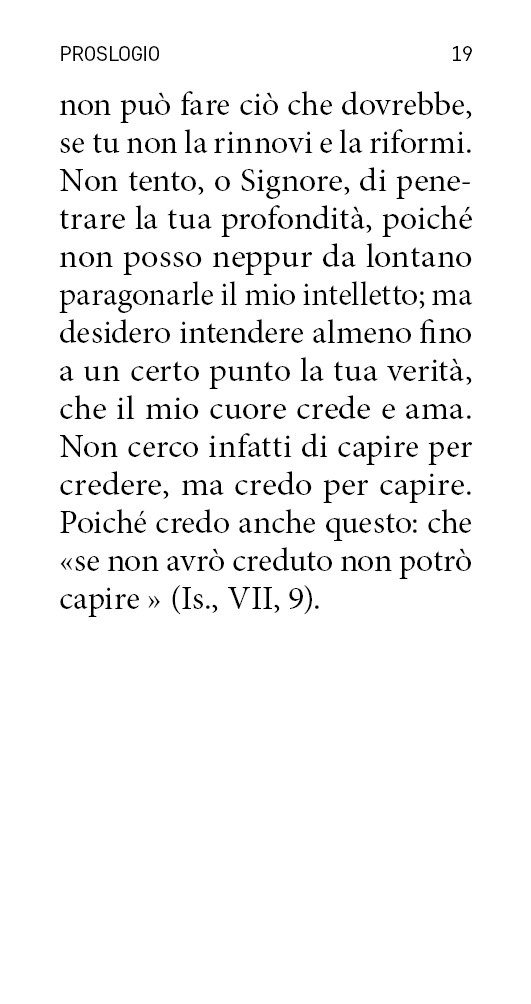 PROSLOGIO 19
non può fare ciò che dovrebbe,
se tu non la rinnovi e la riformi.
Non tento, o Signore, di pene-
trare la tua profondità, poiché
non posso neppur da lontano
paragonarle il mio intelletto; ma
desidero intendere almeno fino
a un certo punto la tua verità,
che il mio cuore crede e ama.
Non cerco infatti di capire per
credere, ma credo per capire.
Poiché credo anche questo: che
«se non avrò creduto non potrò
capire » (Is., VII, 9).